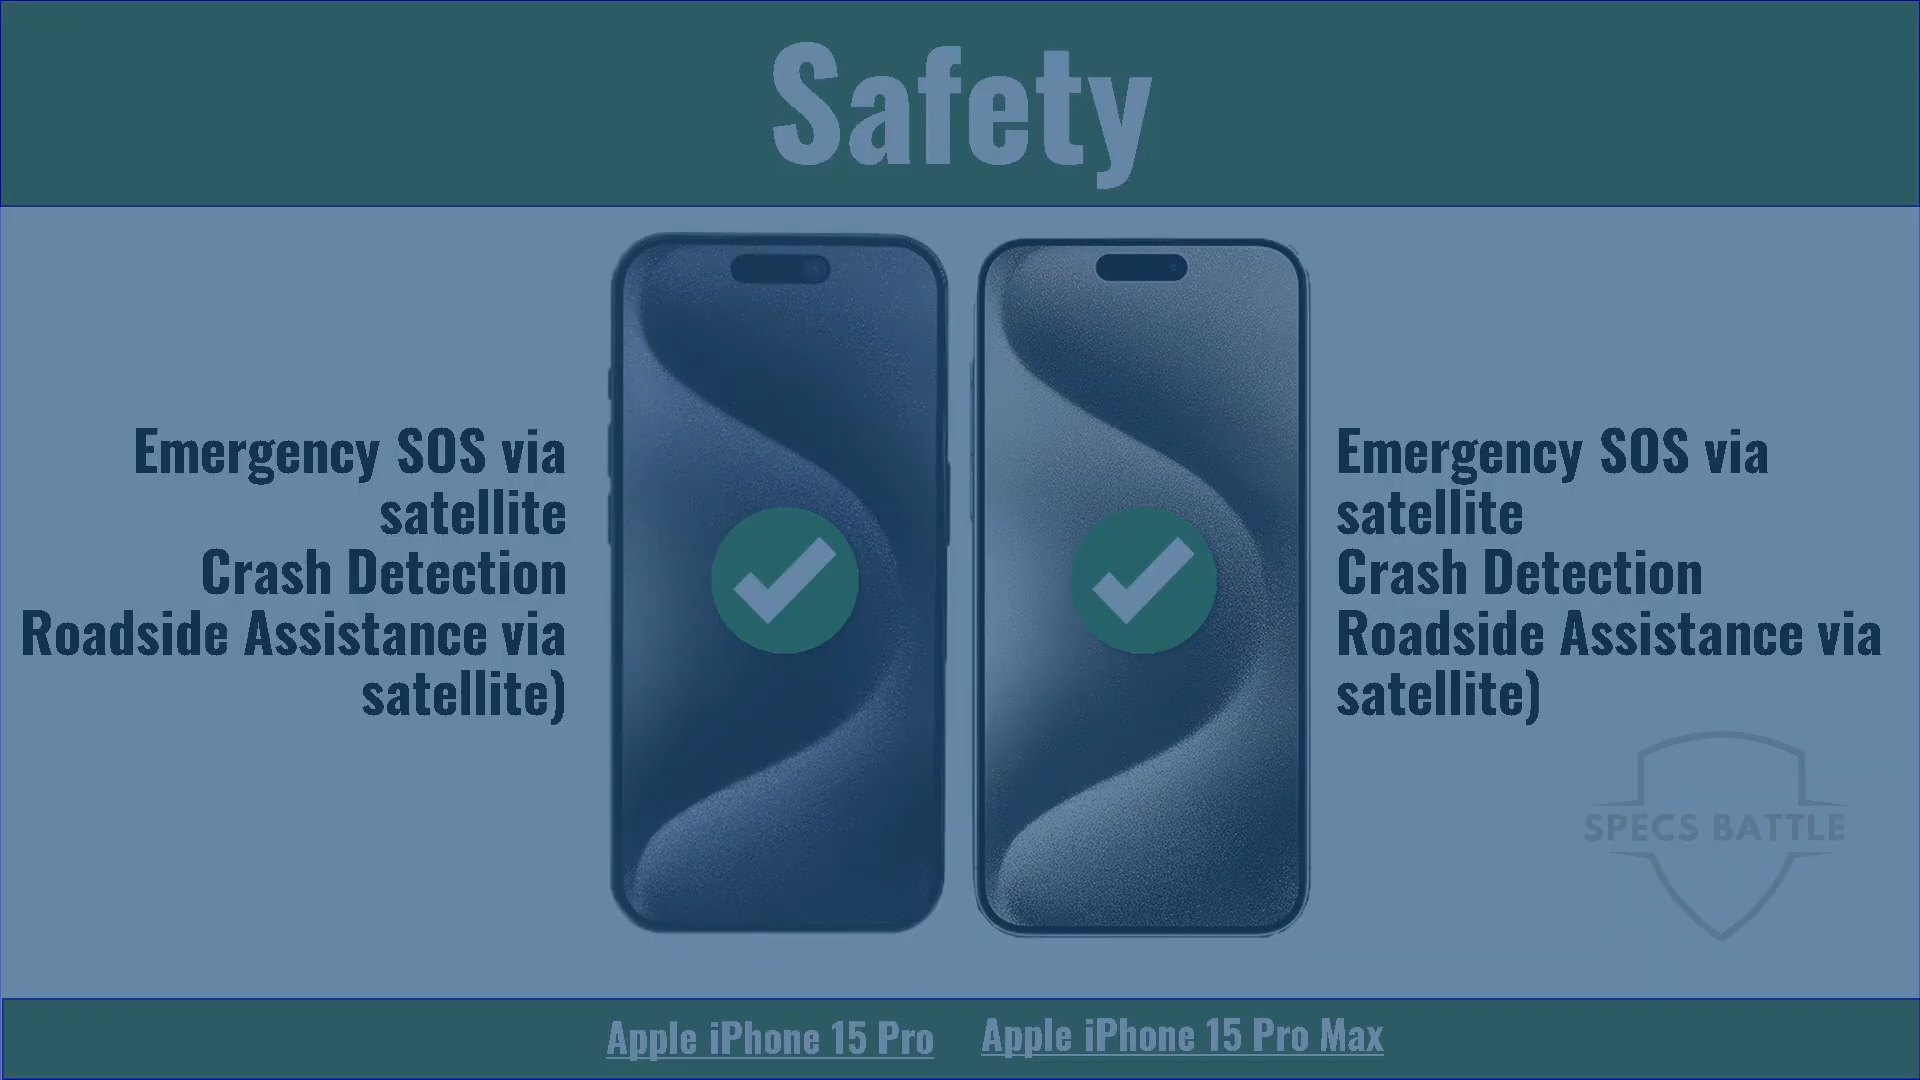 Safety
Emergency SOS via
satellite
Crash Detection
Roadside Assistance via
satellite)
Emergency SOS via
satellite
Crash Detection
Roadside Assistance via
satellite)
SPECS BATTLE
Apple iPhone 15 Pro
Apple iPhone 15 Pro Max